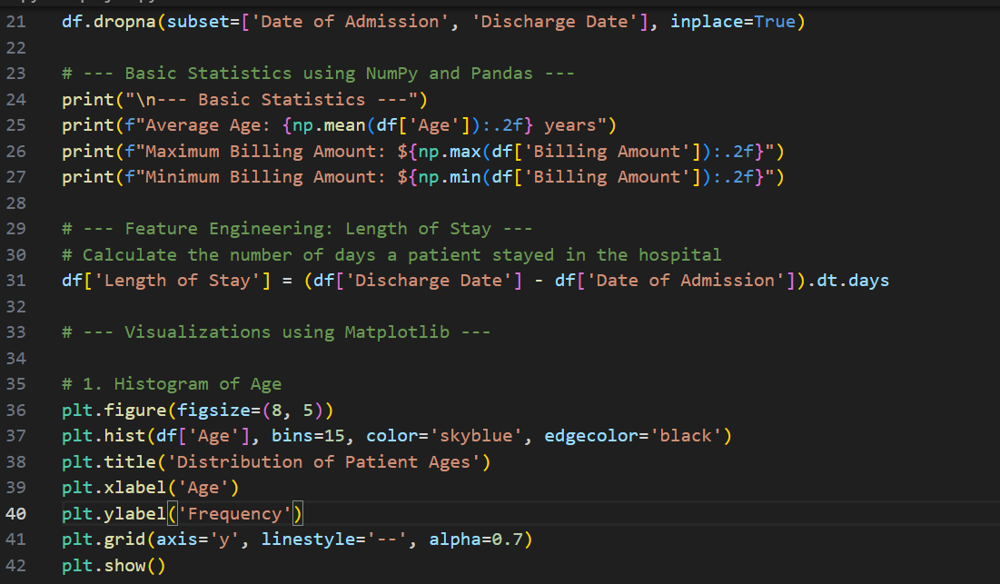 21 df.dropna(subset=['Date of Admission', 'Discharge Date'], inplace=True)
22
23 # --- Basic Statistics using NumPy and Pandas ---
24 print("\n--- Basic Statistics ---")
25 print(f"Average Age: {np.mean(df['Age']):.2f} years")
26 print(f"Maximum Billing Amount: ${np.max(df['Billing Amount']):.2f}")
27 print(f"Minimum Billing Amount: ${np.min(df['Billing Amount']):.2f}")
28
29 # --- Feature Engineering: Length of Stay ---
30 # Calculate the number of days a patient stayed in the hospital
31 df['Length of Stay'] = (df['Discharge Date'] - df['Date of Admission']).dt.days
32
33 # --- Visualizations using Matplotlib ---
34
35 # 1. Histogram of Age
36 plt.figure(figsize=(8, 5))
37 plt.hist(df['Age'], bins=15, color='skyblue', edgecolor='black')
38 plt.title('Distribution of Patient Ages')
39 plt.xlabel('Age')
40 plt.ylabel('Frequency')
41 plt.grid(axis='y', linestyle='--', alpha=0.7)
42 plt.show()